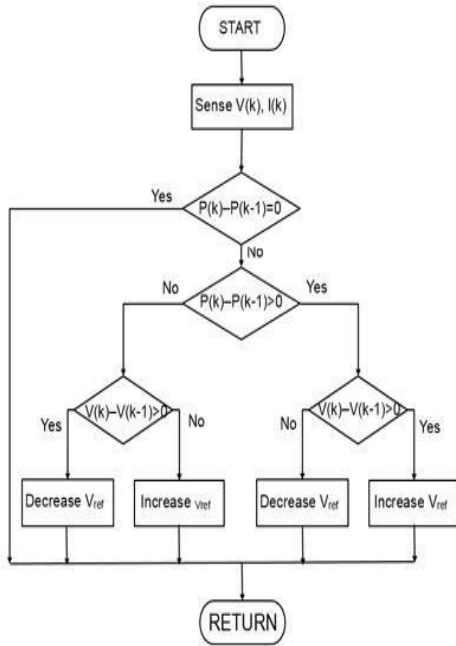 START
Sense V(k), I(k)
Yes
P(k)–P(k-1)=0
No
No
P(k)–P(k-1)>0
Yes
V(k)–V(k-1)>0
V(k)–V(k-1)>0
Yes
No
No
Yes
Decrease Vref
Increase Vref
Decrease Vref
Increase Vref
RETURN